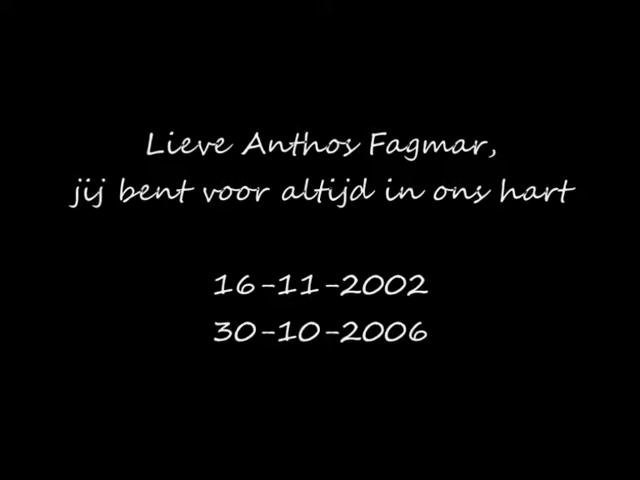 Lieve Anthos Fagmar,
jij bent voor altijd in ons hart
16-11-2002
30-10-2006